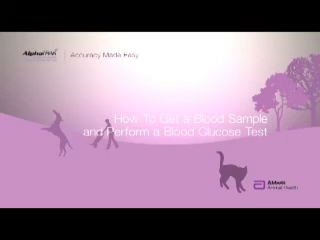 AlphaTRAK
Accuracy Made Easy
How To Get a Blood Sample
and Perform a Blood Glucose Test
Abbott
Animal Health